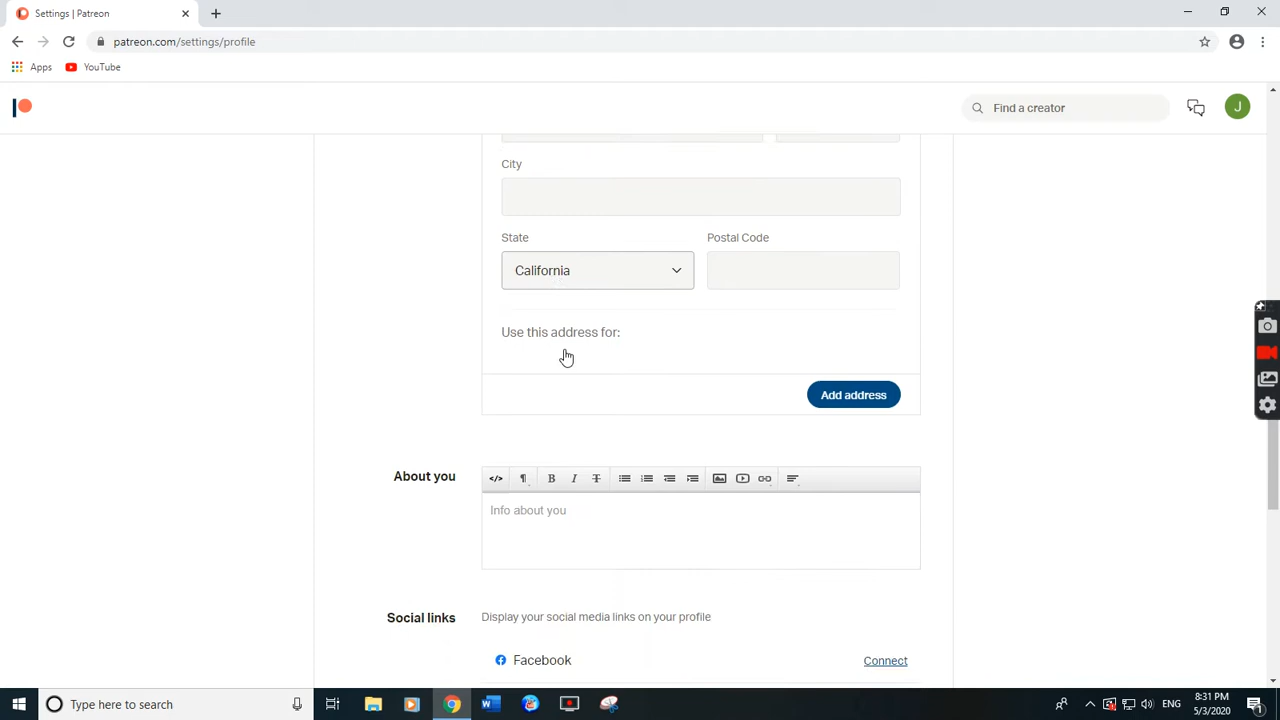 Settings | Patreon
patreon.com/settings/profile
Apps YouTube
Find a creator J
City
State Postal Code
California
Use this address for:
Add address
About you
Info about you
Social links Display your social media links on your profile
Facebook Connect
Type here to search
ENG
8:31 PM
5/3/2020
1